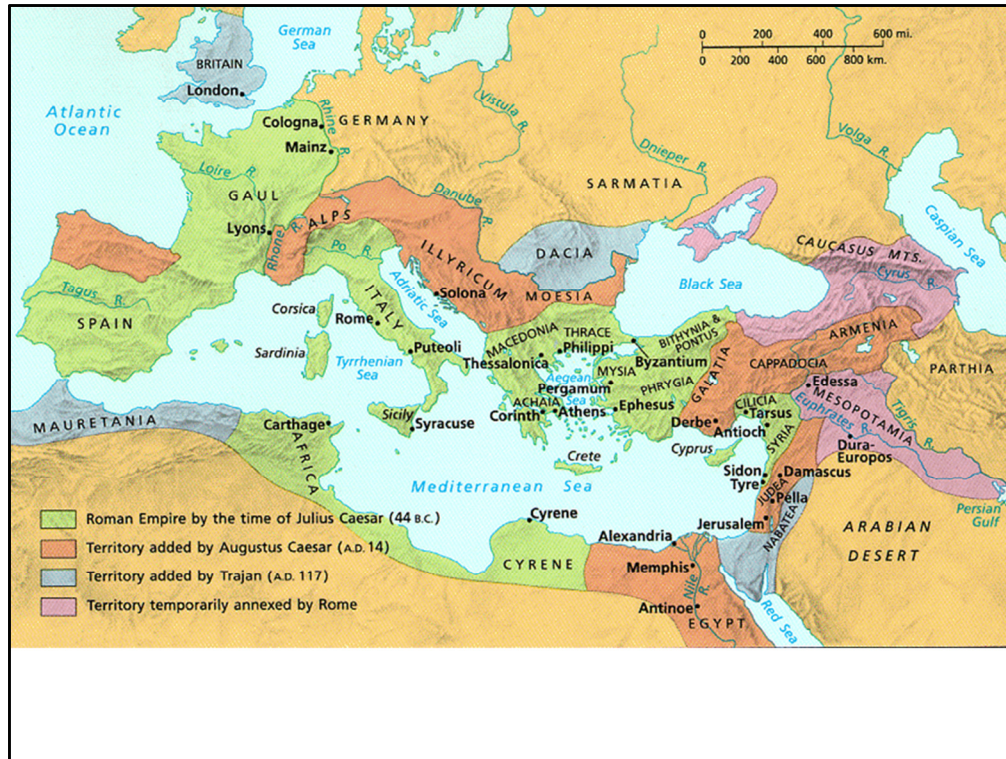 German
Sea
0 200 400 600 mi.
0 200 400 600 800 km.
BRITAIN
London
Atlantic
Ocean
Cologna
Rhine R.
GERMANY
Mainz
Vistula R.
Dnieper R.
Volga R.
Loire R.
GAUL
SARMATIA
Danube R.
Lyons
Rhone R.
ALPS
Po R.
ILLYRICUM
DACIA
CAUCASUS MTS.
Caspian Sea
Cyrus R.
Black Sea
Tagus R.
SPAIN
Corsica
ITALY
Adriatic Sea
Solona
MOESIA
Rome
Sardinia
Puteoli
Tyrrhenian
Sea
MACEDONIA
THRACE
Philippi
Thessalonica
BITHYNIA &
PONTUS
Byzantium
ARMENIA
GALATIA
CAPPADOCIA
PARTHIA
Aegean
Sea
MYSIA
Pergamum
PHRYGIA
Edessa
MESOPOTAMIA
Tigris R.
Euphrates R.
ACHAIA
Corinth
Athens
Ephesus
CILICIA
Tarsus
Derbe
Antioch
Dura-
Europos
MAURETANIA
Carthage
AFRICA
Sicily
Syracuse
Crete
Cyprus
SYRIA
Sidon
Tyre
Damascus
JUDEA
Pella
Mediterranean Sea
Persian
Gulf
Cyrene
Jerusalem
NABATEA
ARABIAN
DESERT
Alexandria
CYRENE
Memphis
Nile R.
Antinoe
EGYPT
Red Sea
Roman Empire by the time of Julius Caesar (44 B.C.)
Territory added by Augustus Caesar (A.D. 14)
Territory added by Trajan (A.D. 117)
Territory temporarily annexed by Rome